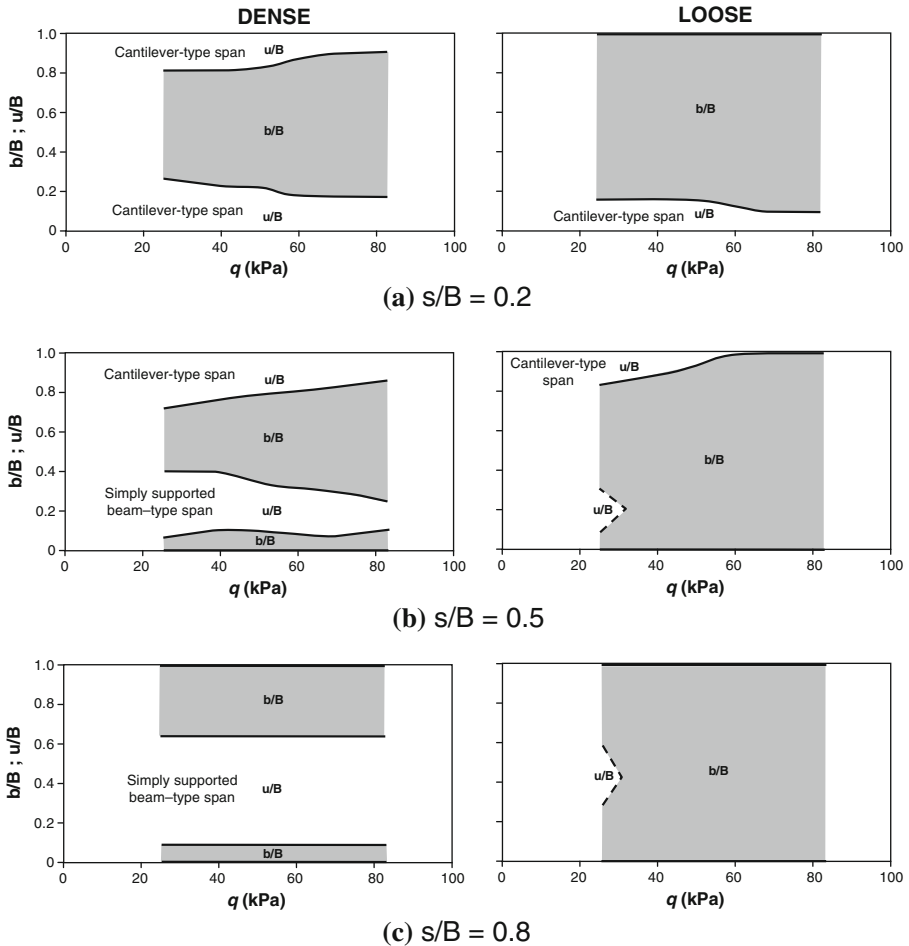 DENSE
LOOSE
b/B ; u/B
1.0
0.8
0.6
0.4
0.2
0
Cantilever-type span
u/B
b/B
Cantilever-type span
u/B
0 20 40 60 80 100
q (kPa)
b/B
Cantilever-type span
u/B
0 20 40 60 80 100
q (kPa)
(a) s/B = 0.2
b/B ; u/B
1.0
0.8
0.6
0.4
0.2
0
Cantilever-type span
u/B
b/B
Simply supported
beam–type span
u/B
b/B
0 20 40 60 80 100
q (kPa)
Cantilever-type
span
u/B
b/B
u/B
0 20 40 60 80 100
q (kPa)
(b) s/B = 0.5
b/B ; u/B
1.0
0.8
0.6
0.4
0.2
0
b/B
Simply supported
beam–type span
u/B
b/B
0 20 40 60 80 100
q (kPa)
u/B
b/B
0 20 40 60 80 100
q (kPa)
(c) s/B = 0.8